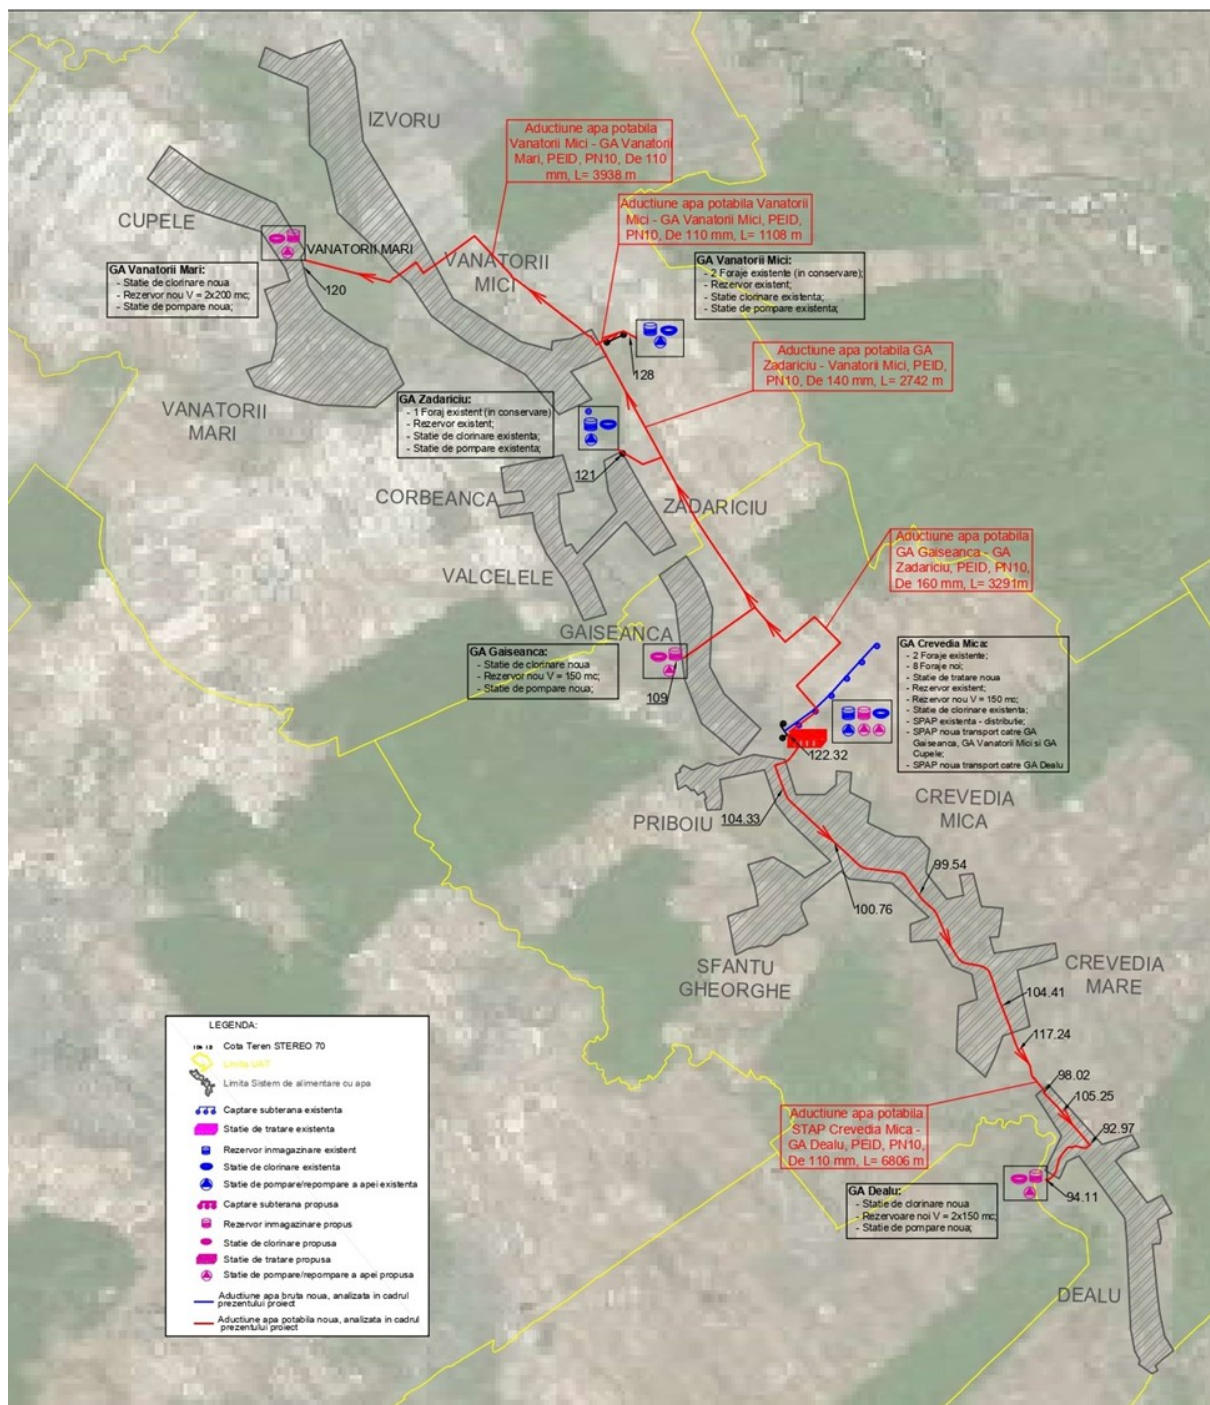 IZVORU
Aductiune apa potabila
Vanatorii Mici - GA Vanatorii
Mari, PEID, PN10, De 110
mm, L= 3938 m
CUPELE
Aductiune apa potabila Vanatorii
Mici - GA Vanatorii Mici, PEID,
PN10, De 110 mm, L= 1108 m
VANATORII MARI
VANATORII
MICI
GA Vanatorii Mari:
- Statie de clorinare noua
- Rezervor nou V = 2x200 mc;
- Statie de pompare noua;
120
GA Vanatorii Mici:
- 2 Foraje existente (in conservare);
- Rezervor existent;
- Statie clorinare existenta;
- Statie de pompare existenta;
128
Aductiune apa potabila GA
Zadariciu - Vanatorii Mici, PEID,
PN10, De 140 mm, L= 2742 m
VANATORII
MARI
GA Zadariciu:
- 1 Foraj existent (in conservare)
- Rezervor existent;
- Statie de clorinare existenta;
- Statie de pompare existenta;
121
CORBEANCA
ZADARICIU
VALCELELE
Aductiune apa potabila
GA Gaiseanca - GA
Zadariciu, PEID, PN10,
De 160 mm, L= 3291m
GAISEANCA
GA Gaiseanca:
- Statie de clorinare noua
- Rezervor nou V = 150 mc;
- Statie de pompare noua;
109
GA Crevedia Mica:
- 2 Foraje existente;
- 8 Foraje noi;
- Statie de tratare noua
- Rezervor existent;
- Rezervor nou V = 150 mc;
- Statie de clorinare existenta;
- SPAP existenta - distributie;
- SPAP noua transport catre GA
Gaiseanca, GA Vanatorii Mici si GA
Cupele;
- SPAP noua transport catre GA Dealu
122.32
PRIBOIU
104.33
CREVEDIA
MICA
99.54
100.76
SFANTU
GHEORGHE
CREVEDIA
MARE
104.41
117.24
98.02
105.25
92.97
Aductiune apa potabila
STAP Crevedia Mica -
GA Dealu, PEID, PN10,
De 110 mm, L= 6806 m
GA Dealu:
- Statie de clorinare noua
- Rezervoare noi V = 2x150 mc;
- Statie de pompare noua;
94.11
DEALU
LEGENDA:
Cota Teren STEREO 70
Limita UAT
Limita Sistem de alimentare cu apa
Captare subterana existenta
Statie de tratare existenta
Rezervor inmagazinare existent
Statie de clorinare existenta
Statie de pompare/repompare a apei existenta
Captare subterana propusa
Rezervor inmagazinare propus
Statie de clorinare propusa
Statie de tratare propusa
Statie de pompare/repompare a apei propusa
Aductiune apa bruta noua, analizata in cadrul
prezentului proiect
Aductiune apa potabila noua, analizata in cadrul
prezentului proiect